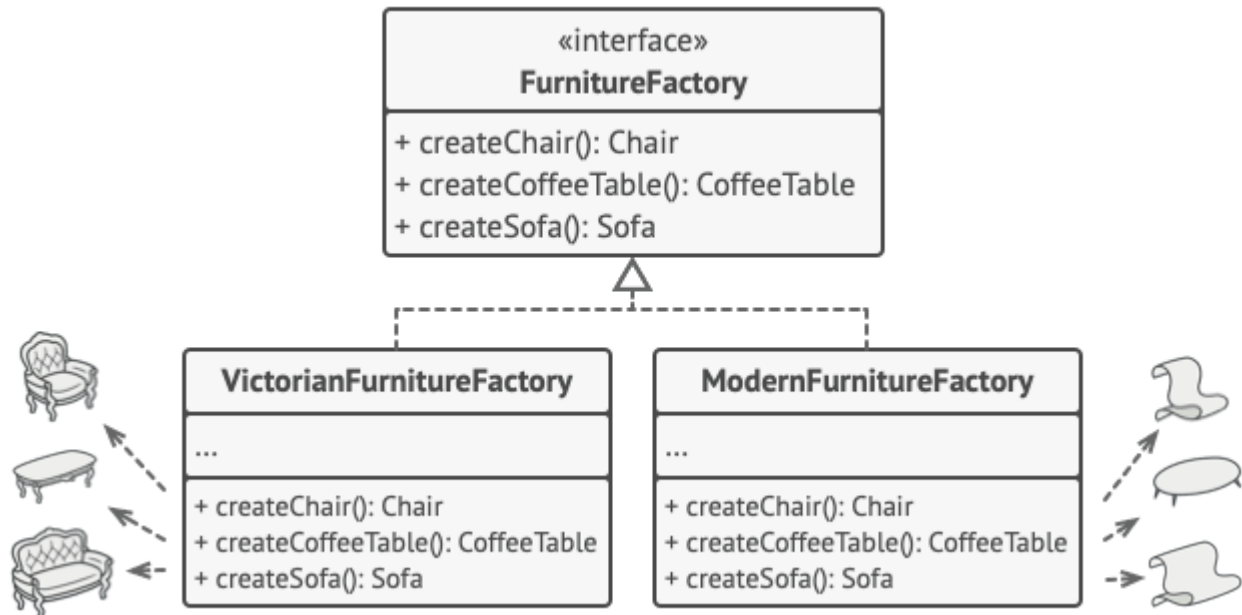 «interface»
FurnitureFactory
+ createChair(): Chair
+ createCoffeeTable(): CoffeeTable
+ createSofa(): Sofa
VictorianFurnitureFactory
...
+ createChair(): Chair
+ createCoffeeTable(): CoffeeTable
+ createSofa(): Sofa
ModernFurnitureFactory
...
+ createChair(): Chair
+ createCoffeeTable(): CoffeeTable
+ createSofa(): Sofa